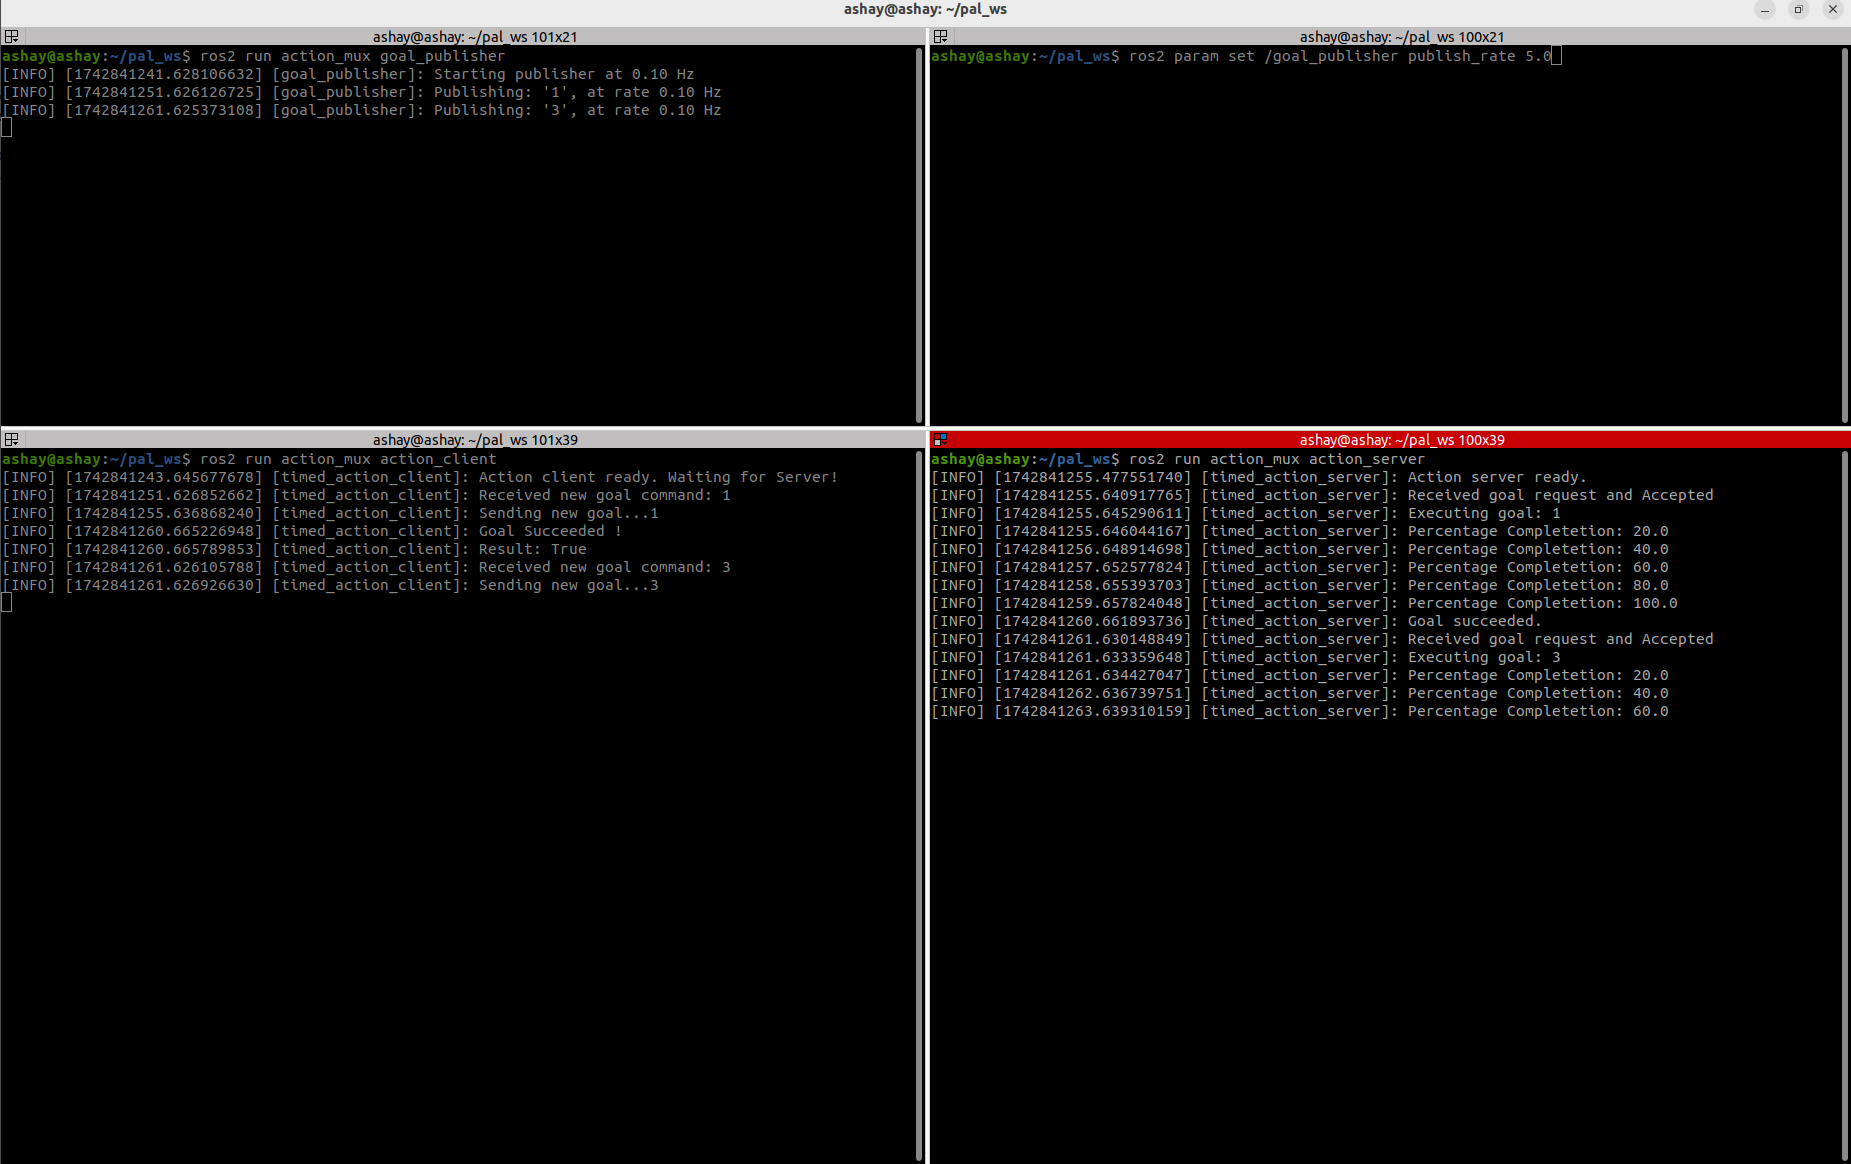 ashay@ashay: ~/pal_ws
ashay@ashay: ~/pal_ws 101x21
ashay@ashay:~/pal_ws$ ros2 run action_mux goal_publisher
[INFO] [1742841241.628106632] [goal_publisher]: Starting publisher at 0.10 Hz
[INFO] [1742841251.626126725] [goal_publisher]: Publishing: '1', at rate 0.10 Hz
[INFO] [1742841261.625373108] [goal_publisher]: Publishing: '3', at rate 0.10 Hz
ashay@ashay: ~/pal_ws 100x21
ashay@ashay:~/pal_ws$ ros2 param set /goal_publisher publish_rate 5.0
ashay@ashay: ~/pal_ws 101x39
ashay@ashay:~/pal_ws$ ros2 run action_mux action_client
[INFO] [1742841243.645677678] [timed_action_client]: Action client ready. Waiting for Server!
[INFO] [1742841251.626852662] [timed_action_client]: Received new goal command: 1
[INFO] [1742841255.636868240] [timed_action_client]: Sending new goal...1
[INFO] [1742841260.665226948] [timed_action_client]: Goal Succeeded !
[INFO] [1742841260.665789853] [timed_action_client]: Result: True
[INFO] [1742841261.626105788] [timed_action_client]: Received new goal command: 3
[INFO] [1742841261.626926630] [timed_action_client]: Sending new goal...3
ashay@ashay: ~/pal_ws 100x39
ashay@ashay:~/pal_ws$ ros2 run action_mux action_server
[INFO] [1742841255.477551740] [timed_action_server]: Action server ready.
[INFO] [1742841255.640917765] [timed_action_server]: Received goal request and Accepted
[INFO] [1742841255.645290611] [timed_action_server]: Executing goal: 1
[INFO] [1742841255.646044167] [timed_action_server]: Percentage Completetion: 20.0
[INFO] [1742841256.648914698] [timed_action_server]: Percentage Completetion: 40.0
[INFO] [1742841257.652577824] [timed_action_server]: Percentage Completetion: 60.0
[INFO] [1742841258.655393703] [timed_action_server]: Percentage Completetion: 80.0
[INFO] [1742841259.657824048] [timed_action_server]: Percentage Completetion: 100.0
[INFO] [1742841260.661893736] [timed_action_server]: Goal succeeded.
[INFO] [1742841261.630148849] [timed_action_server]: Received goal request and Accepted
[INFO] [1742841261.633359648] [timed_action_server]: Executing goal: 3
[INFO] [1742841261.634427047] [timed_action_server]: Percentage Completetion: 20.0
[INFO] [1742841262.636739751] [timed_action_server]: Percentage Completetion: 40.0
[INFO] [1742841263.639310159] [timed_action_server]: Percentage Completetion: 60.0